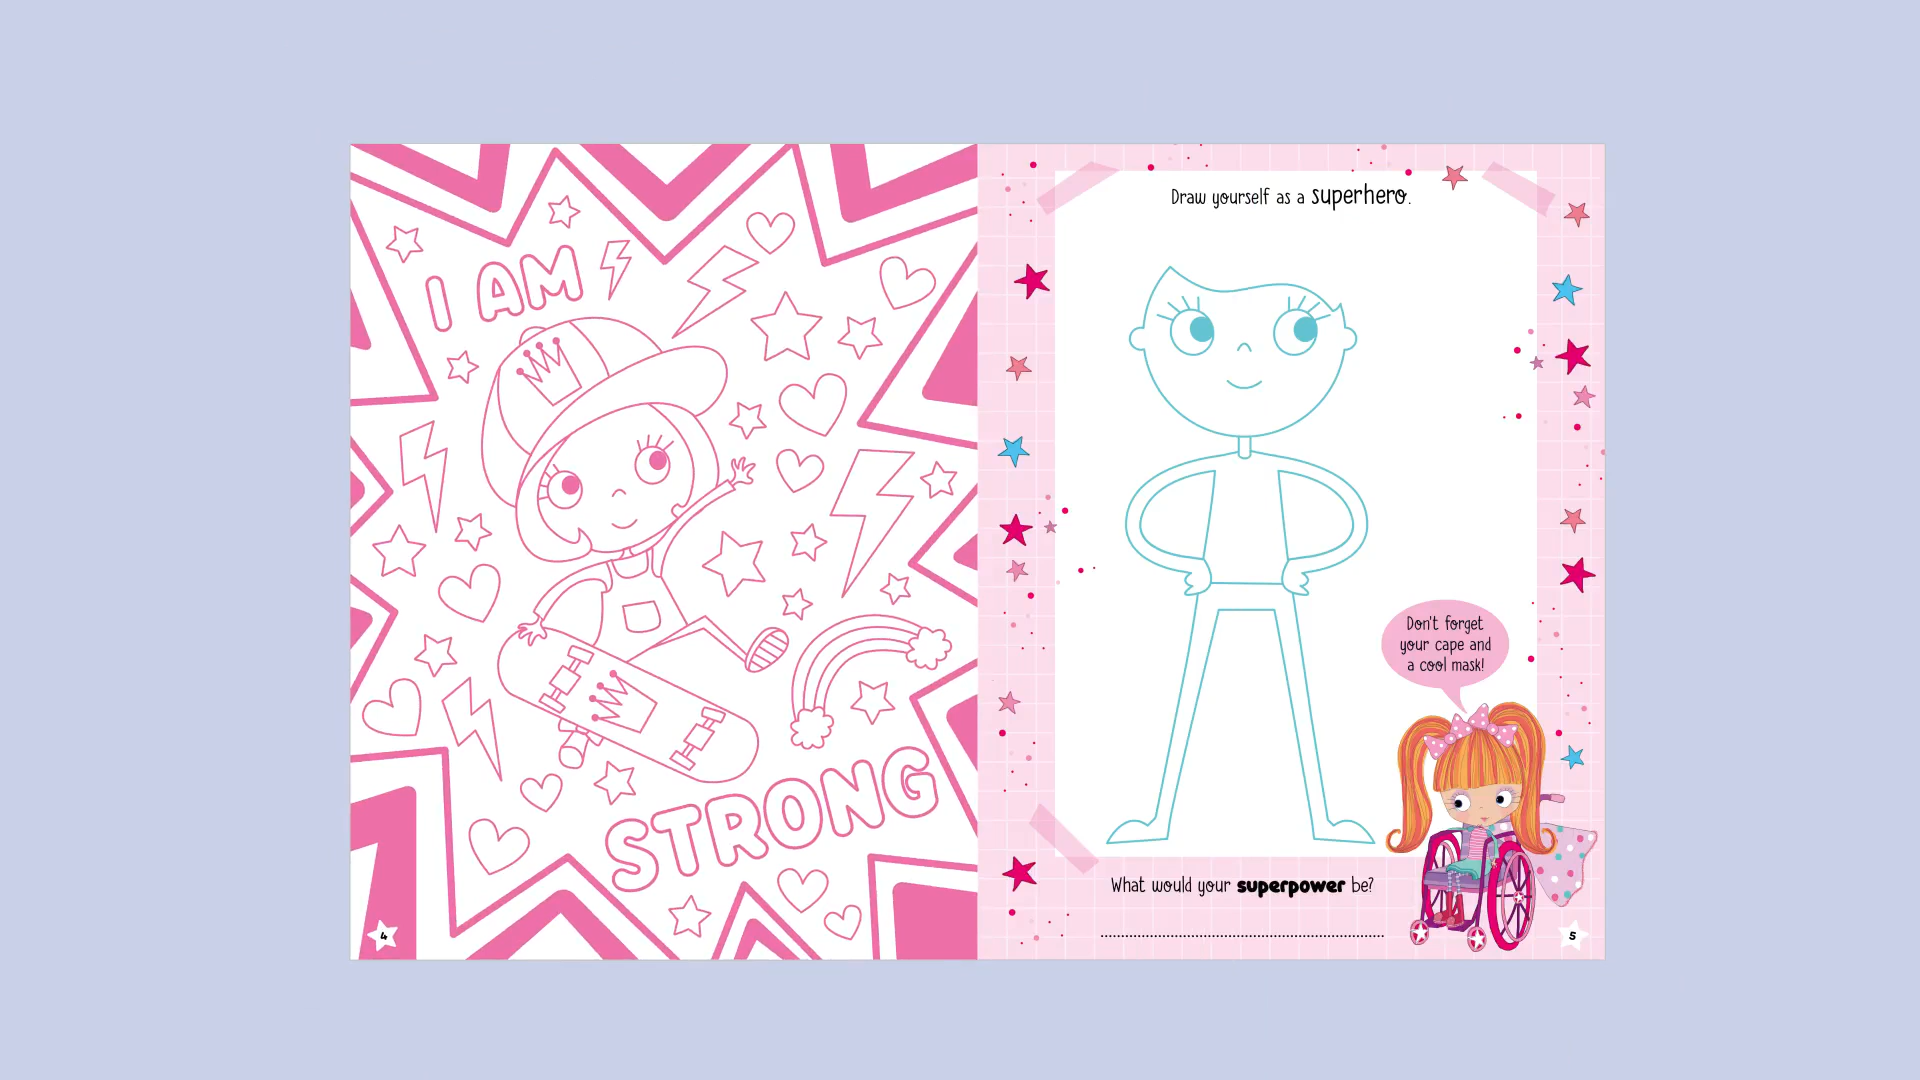 I AM
STRONG
4
Draw yourself as a superhero.
Don't forget
your cape and
a cool mask!
What would your superpower be?
5